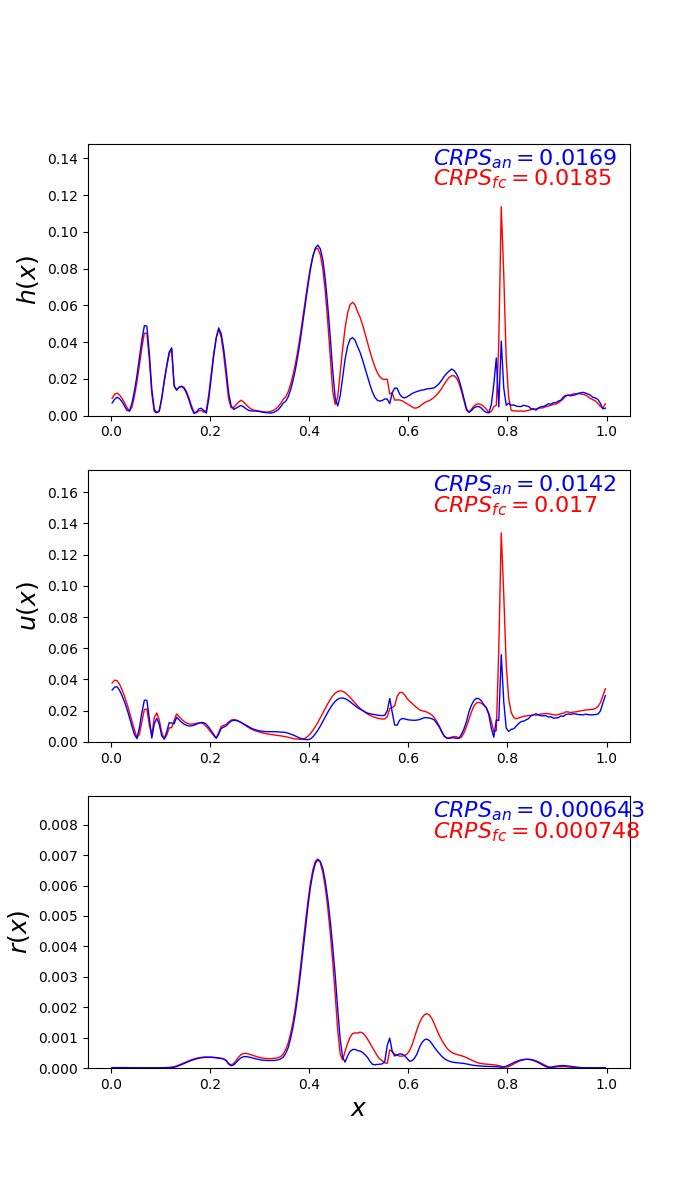 CRPS_an = 0.0169
CRPS_fc = 0.0185
h(x)
0.14
0.12
0.10
0.08
0.06
0.04
0.02
0.00
0.0 0.2 0.4 0.6 0.8 1.0
CRPS_an = 0.0142
CRPS_fc = 0.017
u(x)
0.16
0.14
0.12
0.10
0.08
0.06
0.04
0.02
0.00
0.0 0.2 0.4 0.6 0.8 1.0
CRPS_an = 0.000643
CRPS_fc = 0.000748
r(x)
0.008
0.007
0.006
0.005
0.004
0.003
0.002
0.001
0.000
0.0 0.2 0.4 0.6 0.8 1.0
x